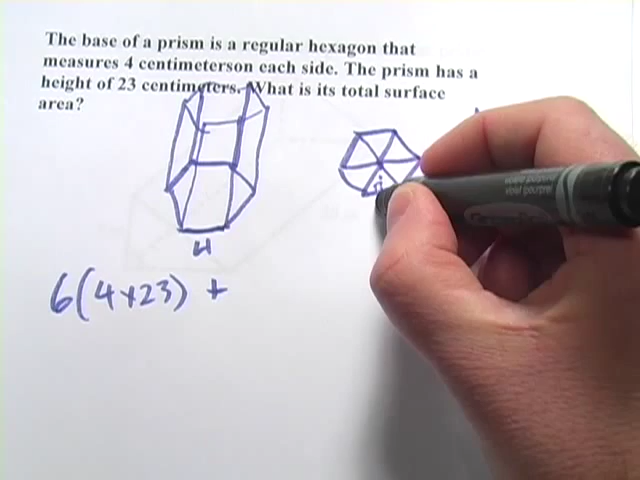 The base of a prism is a regular hexagon that
measures 4 centimeterson each side. The prism has a
height of 23 centimeters. What is its total surface
area?
4
6(4×23) +